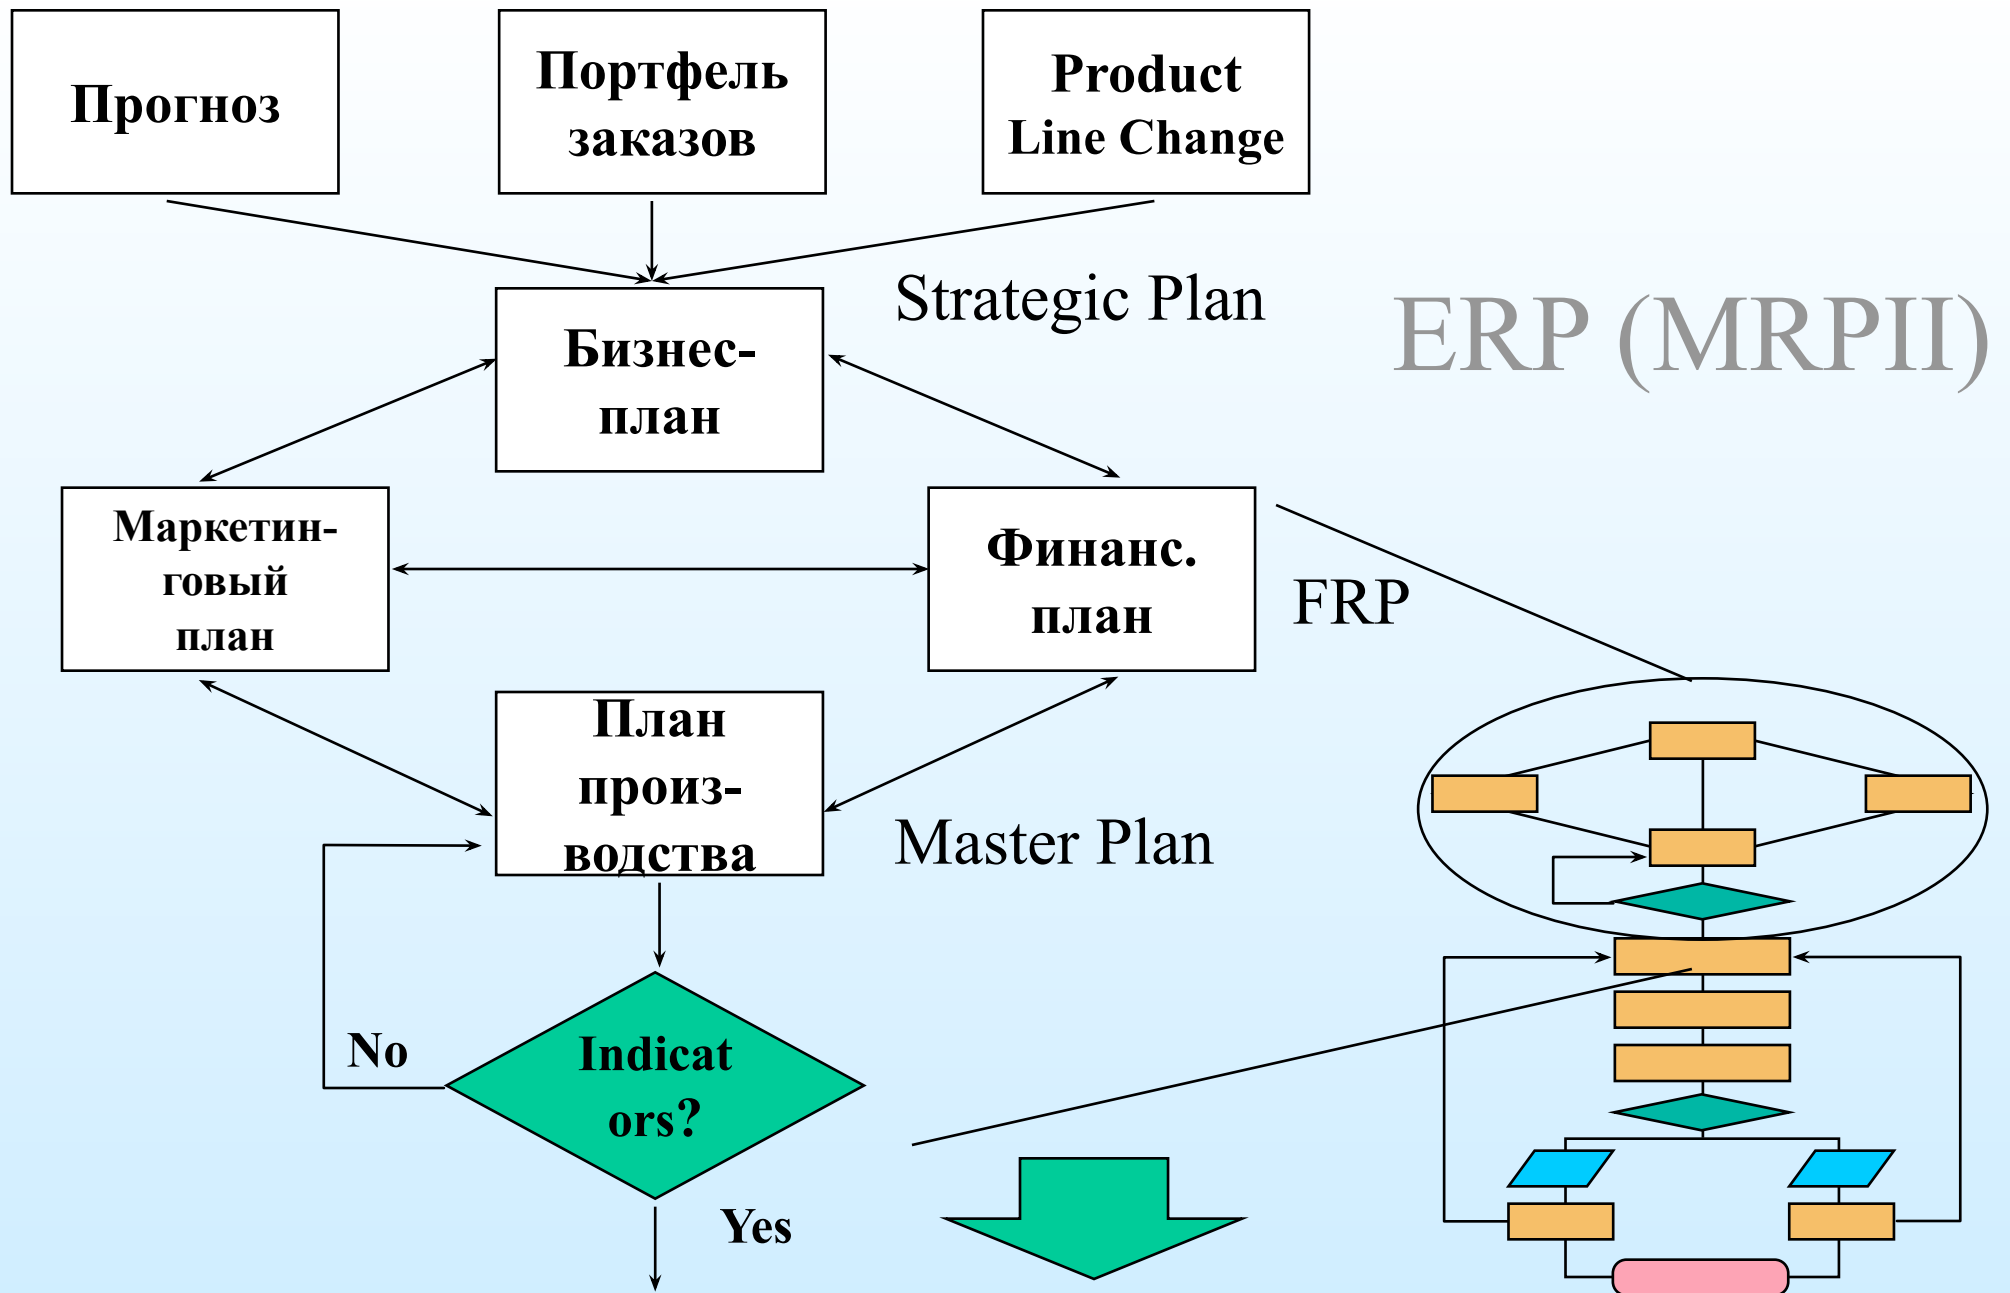 Прогноз
Портфель
заказов
Product
Line Change
Strategic Plan
ERP (MRPII)
Бизнес-
план
Маркетин-
говый
план
Финанс.
план
FRP
План
произ-
водства
Master Plan
No
Indicat
ors?
Yes